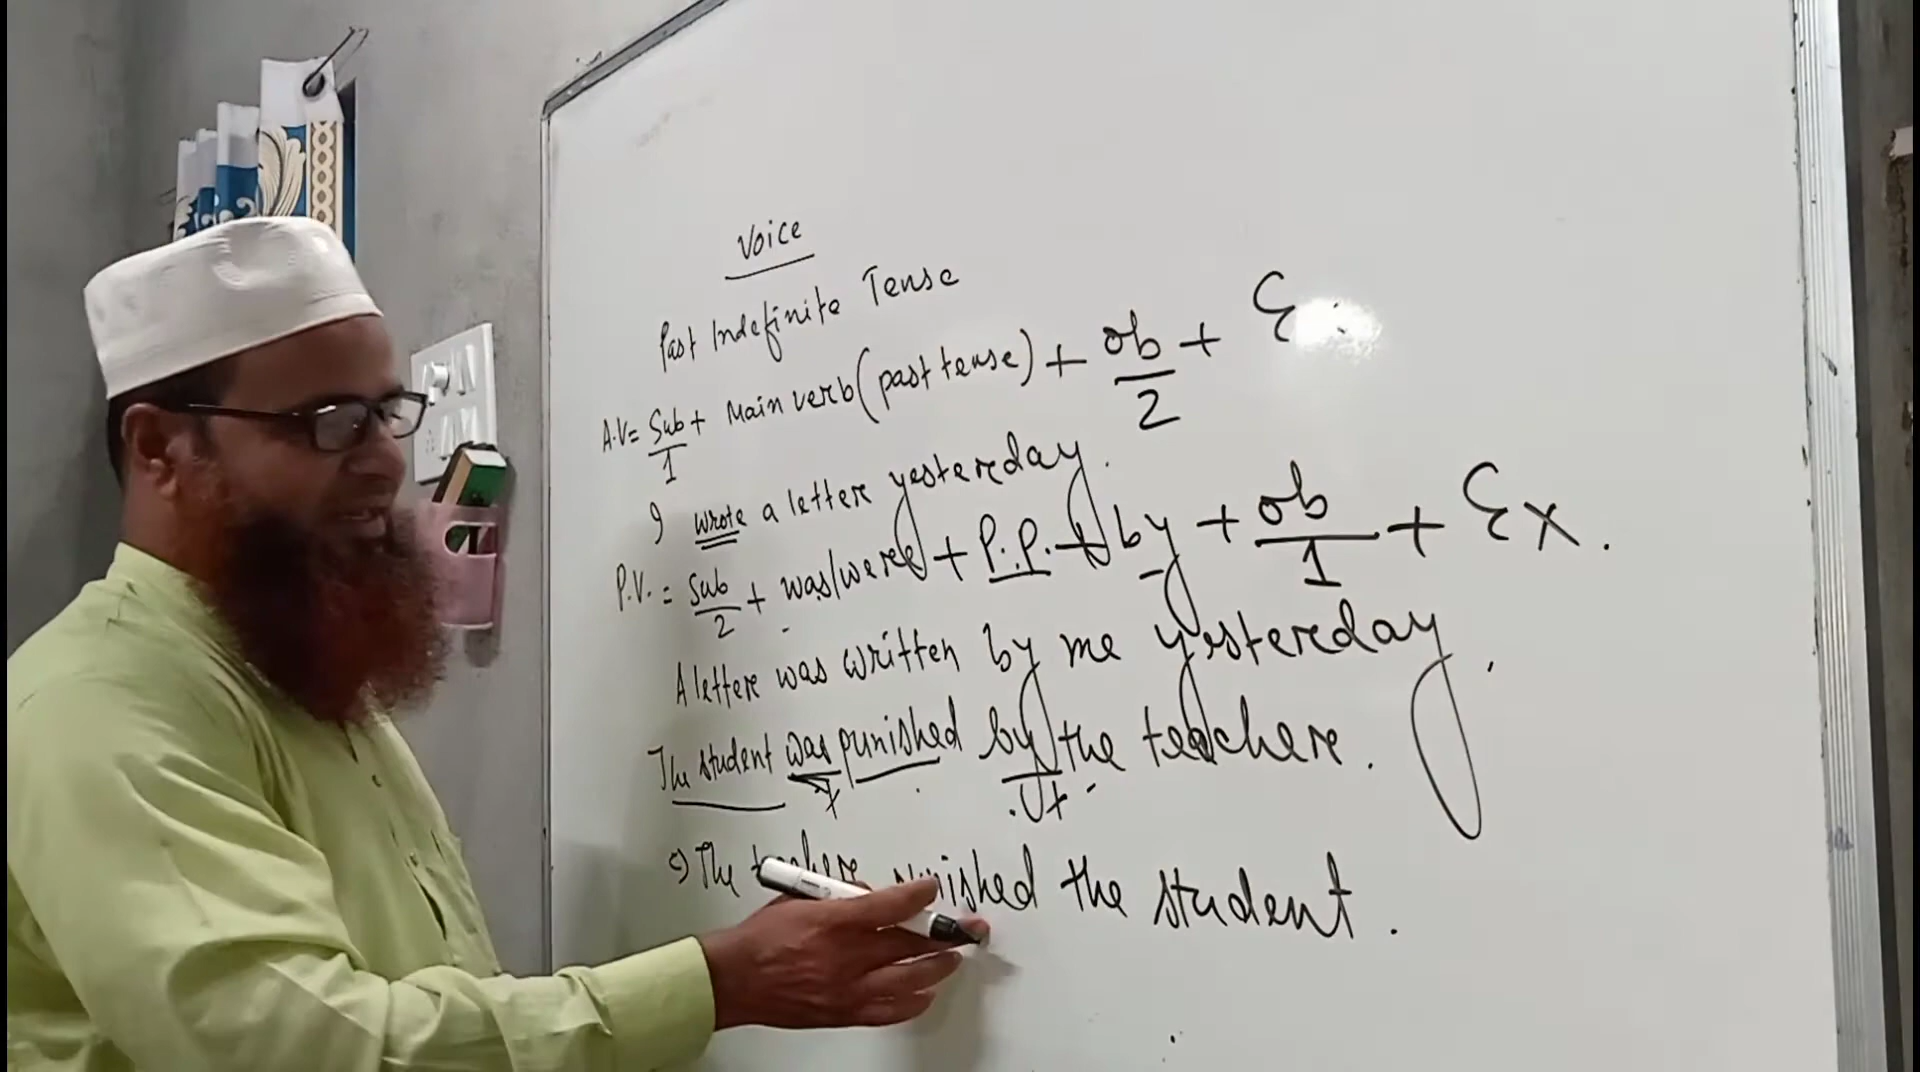 Voice
Past Indefinite Tense
A.V= Sub/1 + Main verb (past tense) + ob/2 + E
I wrote a letter yesterday.
P.V. = Sub/2 + was/were + P.P. + by + ob/1 + Ex.
A letter was written by me yesterday.
The student was punished by the teacher.
The punished the student.